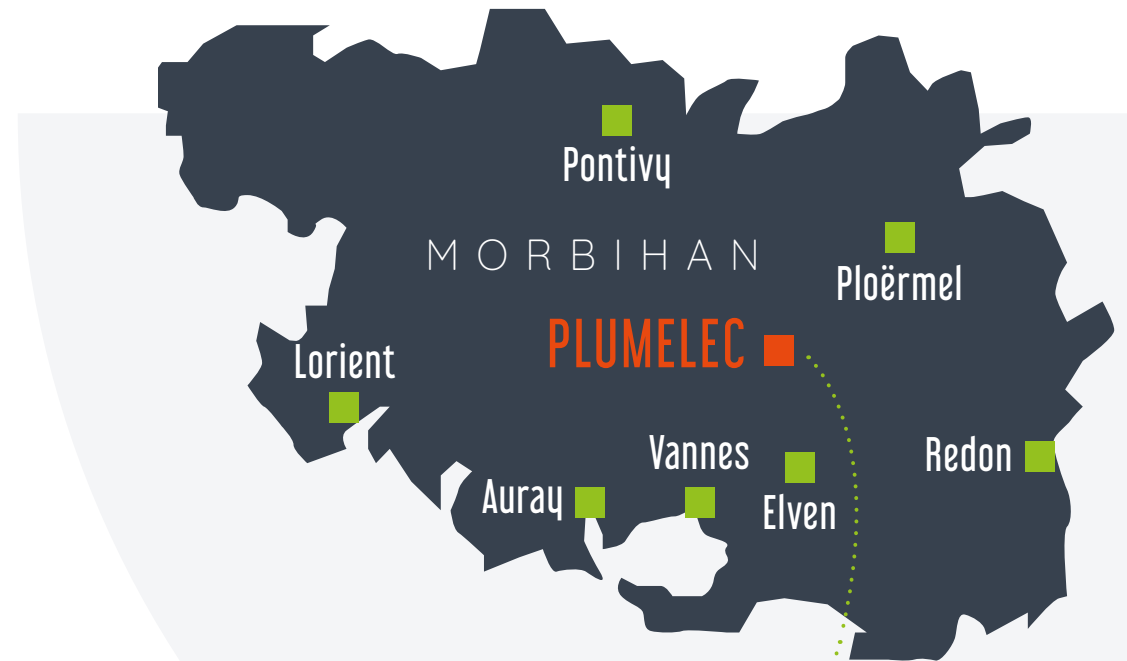 Pontivy
MORBIHAN
Ploërmel
PLUMELEC
Lorient
Vannes
Redon
Auray
Elven